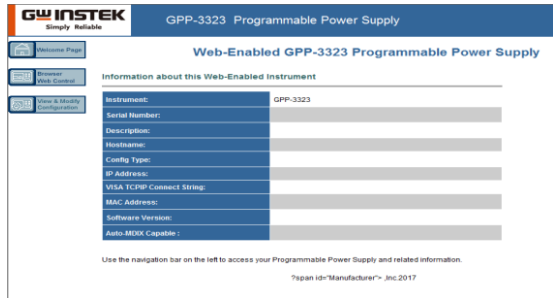 GWINSTEK
Simply Reliable
GPP-3323 Programmable Power Supply
Welcome Page
Web-Enabled GPP-3323 Programmable Power Supply
Browser
Web Control
Information about this Web-Enabled Instrument
View & Modify
Configuration
Instrument: GPP-3323
Serial Number:
Description:
Hostname:
Config Type:
IP Address:
VISA TCPIP Connect String:
MAC Address:
Software Version:
Auto-MDIX Capable :
Use the navigation bar on the left to access your Programmable Power Supply and related information.
?span id="Manufacturer"> ,Inc.2017